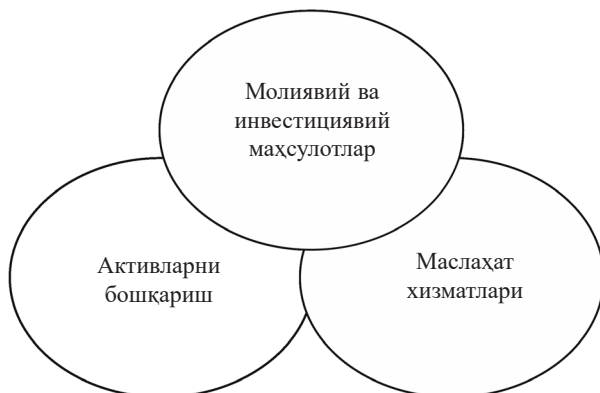 Молиявий ва
инвестициявий
маҳсулотлар
Активларни
бошқариш
Маслаҳат
хизматлари